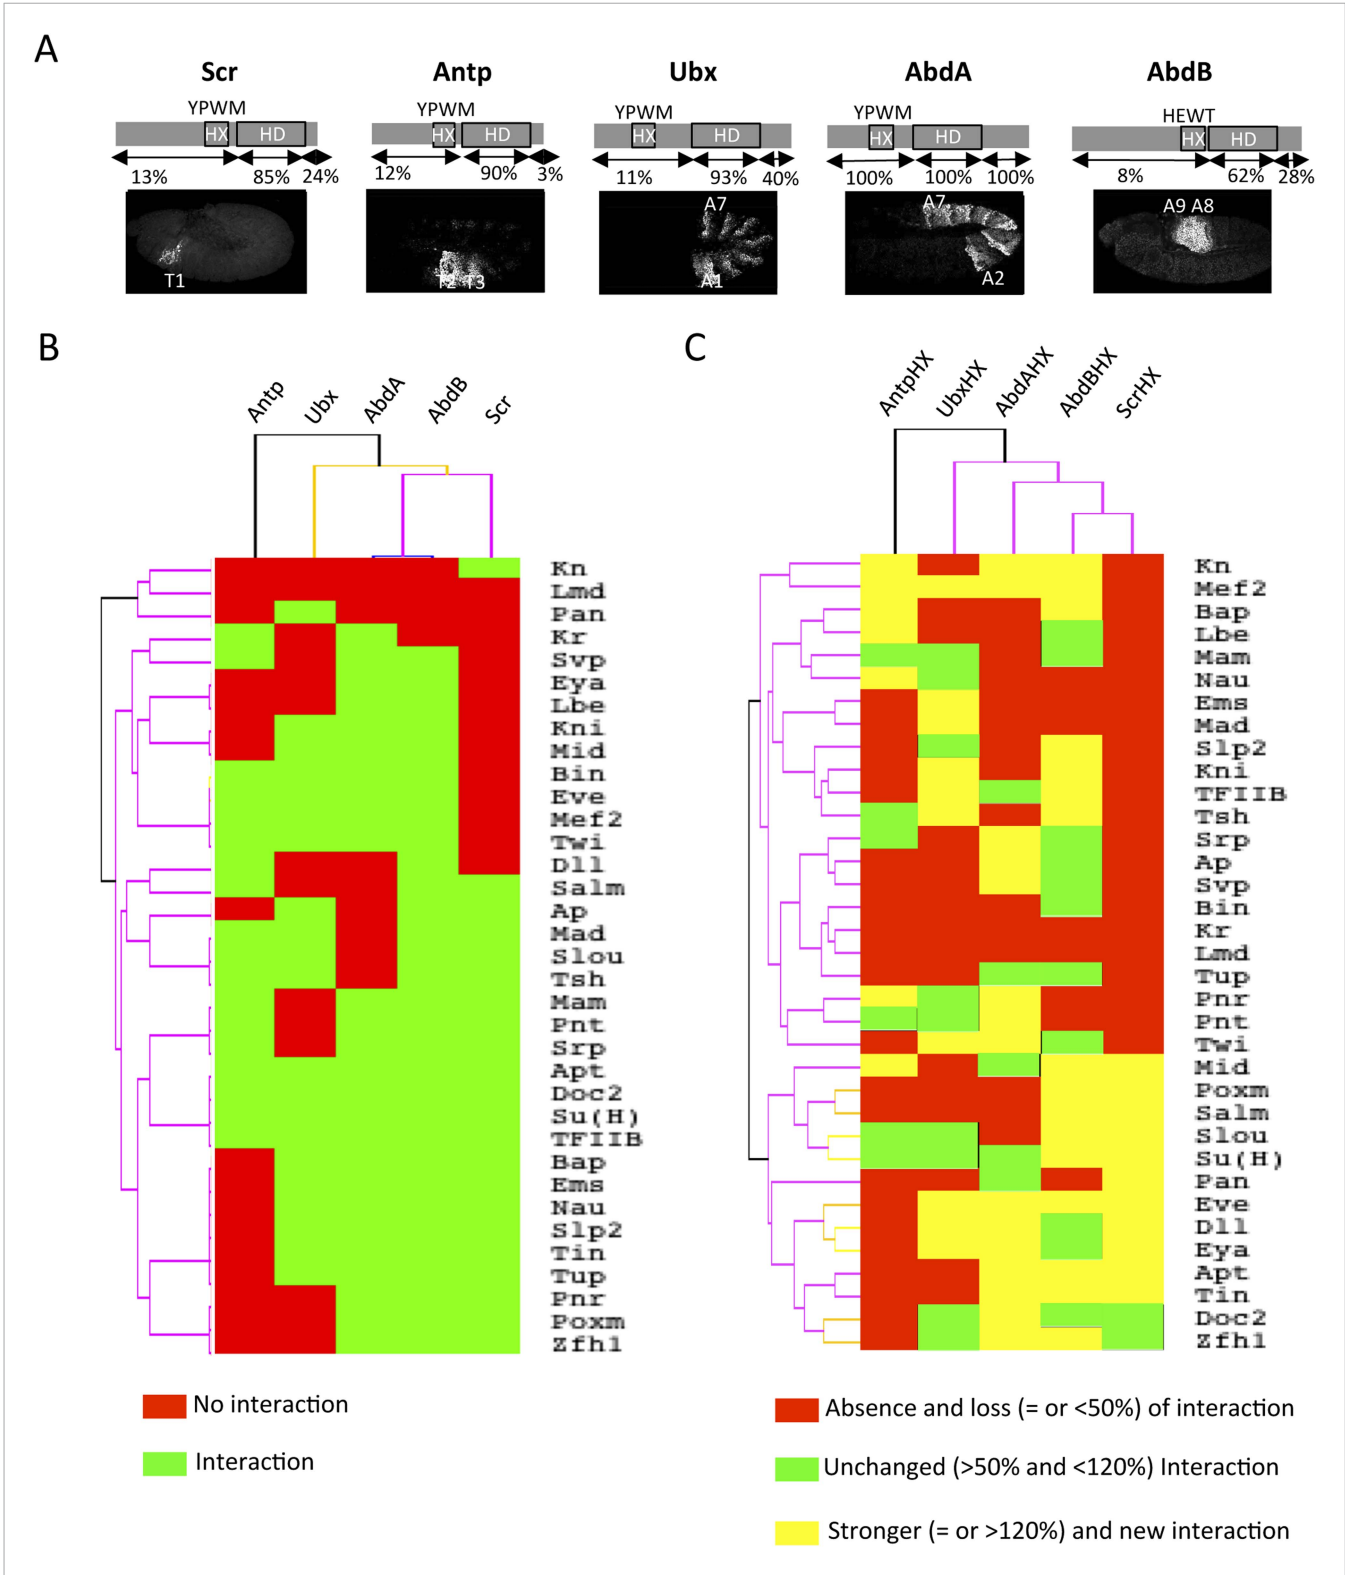 A
Scr Antp Ubx AbdA AbdB
YPWM YPWM YPWM YPWM HEWT
HX HD HX HD HX HD HX HD HX HD
13% 85% 24% 12% 90% 3% 11% 93% 40% 100% 100% 100% 8% 62% 28%
T1 T2 T3 A7 A1 A7 A2 A9 A8
B
Antp Ubx AbdA AbdB Scr
Kn
Lmd
Pan
Kr
Svp
Eya
Lbe
Kni
Mid
Bin
Eve
Mef2
Twi
Dll
Salm
Ap
Mad
Slou
Tsh
Mam
Pnt
Srp
Apt
Doc2
Su(H)
TFIIB
Bap
Ems
Nau
Slp2
Tin
Tup
Pnr
Poxm
Zfh1
No interaction
Interaction
C
AntpHX UbxHX AbdAHX AbdBHX ScrHX
Kn
Mef2
Bap
Lbe
Mam
Nau
Ems
Mad
Slp2
Kni
TFIIB
Tsh
Srp
Ap
Svp
Bin
Kr
Lmd
Tup
Pnr
Pnt
Twi
Mid
Poxm
Salm
Slou
Su(H)
Pan
Eve
Dll
Eya
Apt
Tin
Doc2
Zfh1
Absence and loss (= or <50%) of interaction
Unchanged (>50% and <120%) Interaction
Stronger (= or >120%) and new interaction